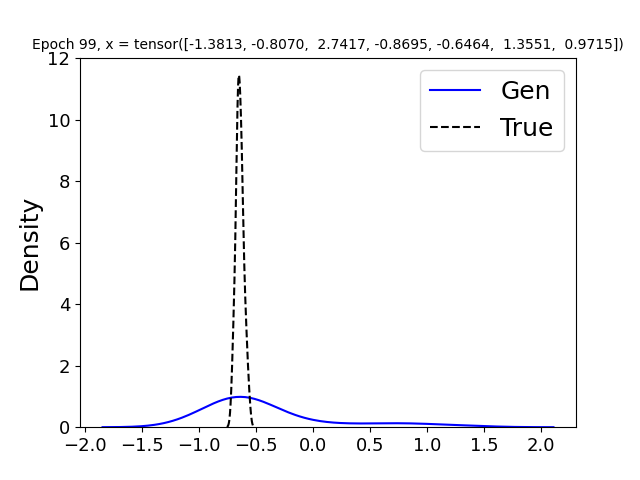 Epoch 99, x = tensor([-1.3813, -0.8070,  2.7417, -0.8695, -0.6464,  1.3551,  0.9715])
12
10
8
6
4
2
0
Density
Gen
True
−2.0 −1.5 −1.0 −0.5 0.0 0.5 1.0 1.5 2.0